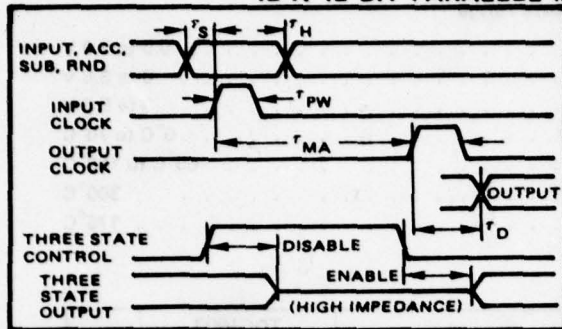 τS
τH
INPUT, ACC,
SUB, RND
τPW
INPUT
CLOCK
τMA
OUTPUT
CLOCK
OUTPUT
τD
THREE STATE
CONTROL
DISABLE
ENABLE
THREE
STATE
OUTPUT
(HIGH IMPEDANCE)